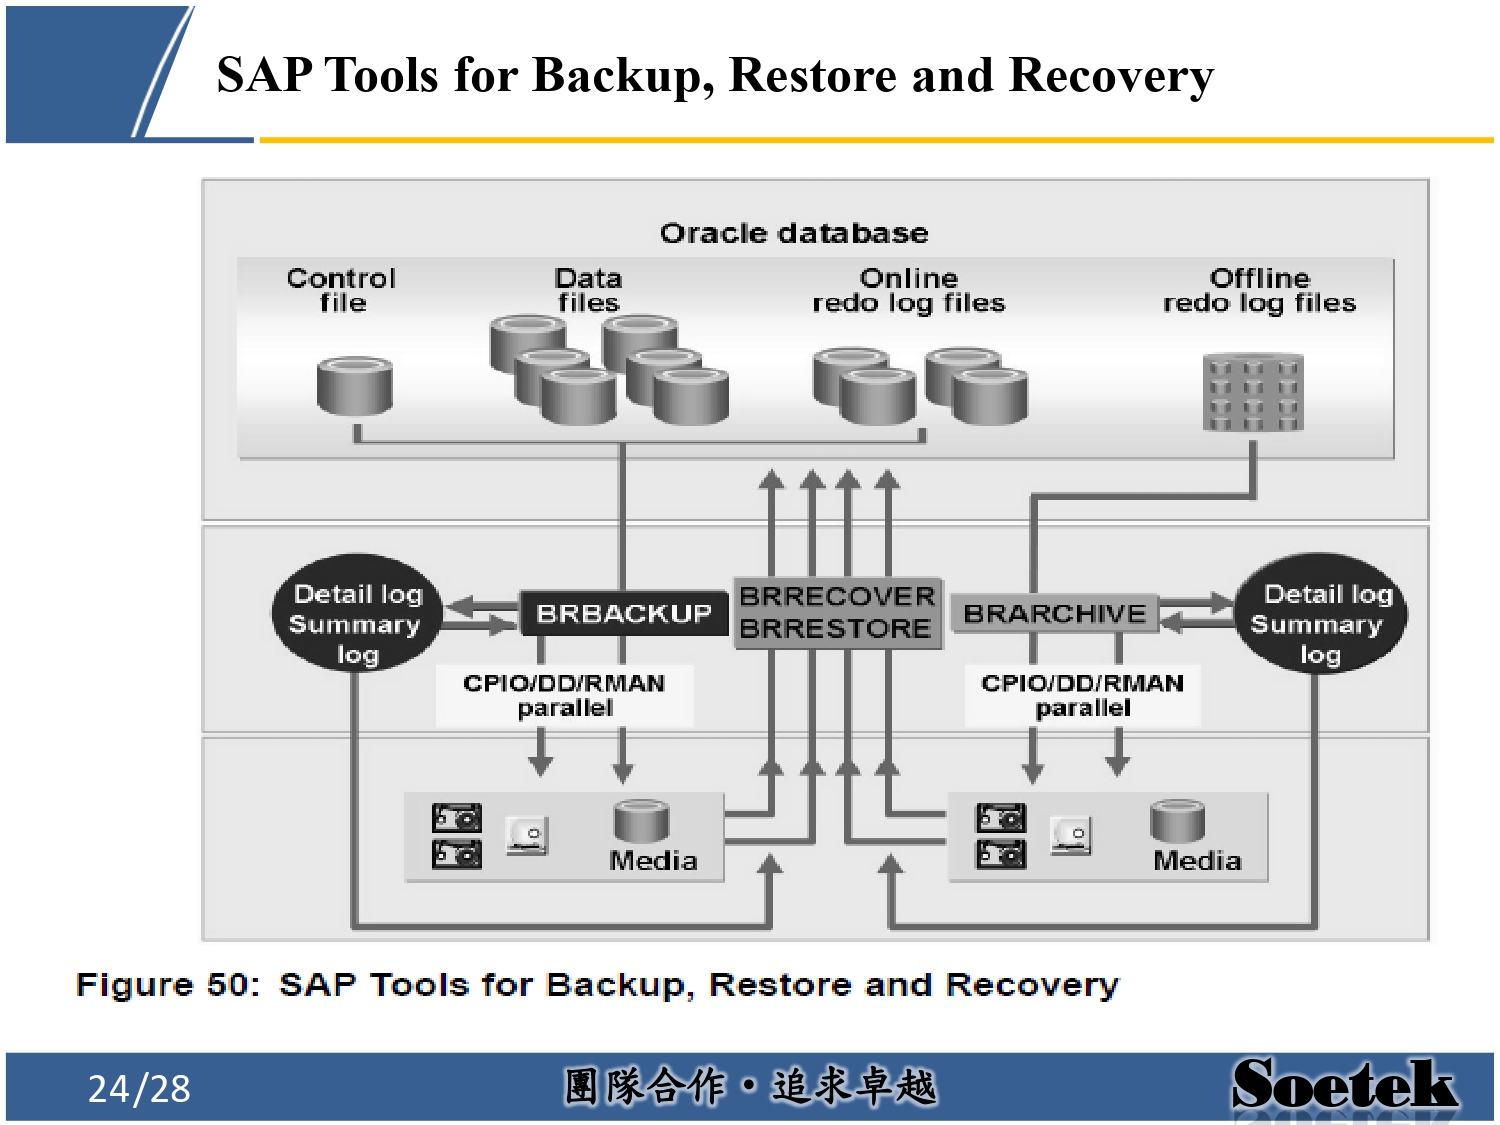 SAP Tools for Backup, Restore and Recovery
Oracle database
Control
file
Data
files
Online
redo log files
Offline
redo log files
Detail log
Summary
log
BRBACKUP
BRRECOVER
BRRESTORE
BRARCHIVE
Detail log
Summary
log
CPIO/DD/RMAN
parallel
CPIO/DD/RMAN
parallel
Media
Media
Figure 50: SAP Tools for Backup, Restore and Recovery
24/28
團隊合作・追求卓越
Soetek